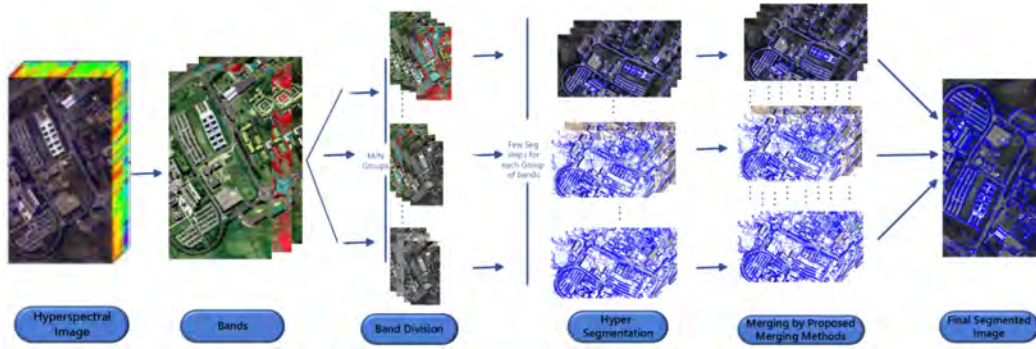 M/N
Groups
Few Seg
steps for
each Group
of bands
Hyperspectral
Image
Bands
Band Division
Hyper-
Segmentation
Merging by Proposed
Merging Methods
Final Segmented
Image